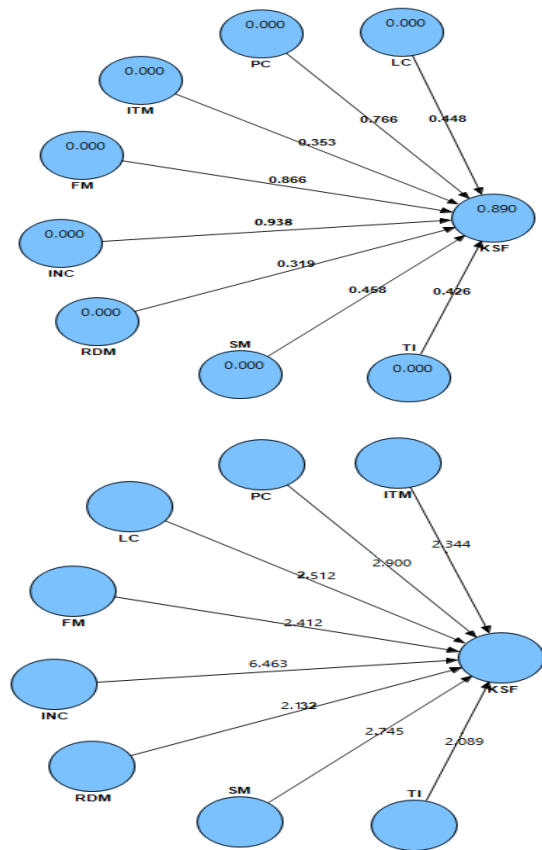 0.000
PC
0.000
LC
0.000
ITM
0.766
0.448
0.353
0.000
FM
0.866
0.890
KSF
0.000
INC
0.938
0.319
0.000
RDM
0.458
0.426
SM
0.000
TI
0.000
PC
ITM
LC
2.344
2.900
2.512
FM
2.412
INC
6.463
KSF
2.132
RDM
2.745
2.089
SM
TI